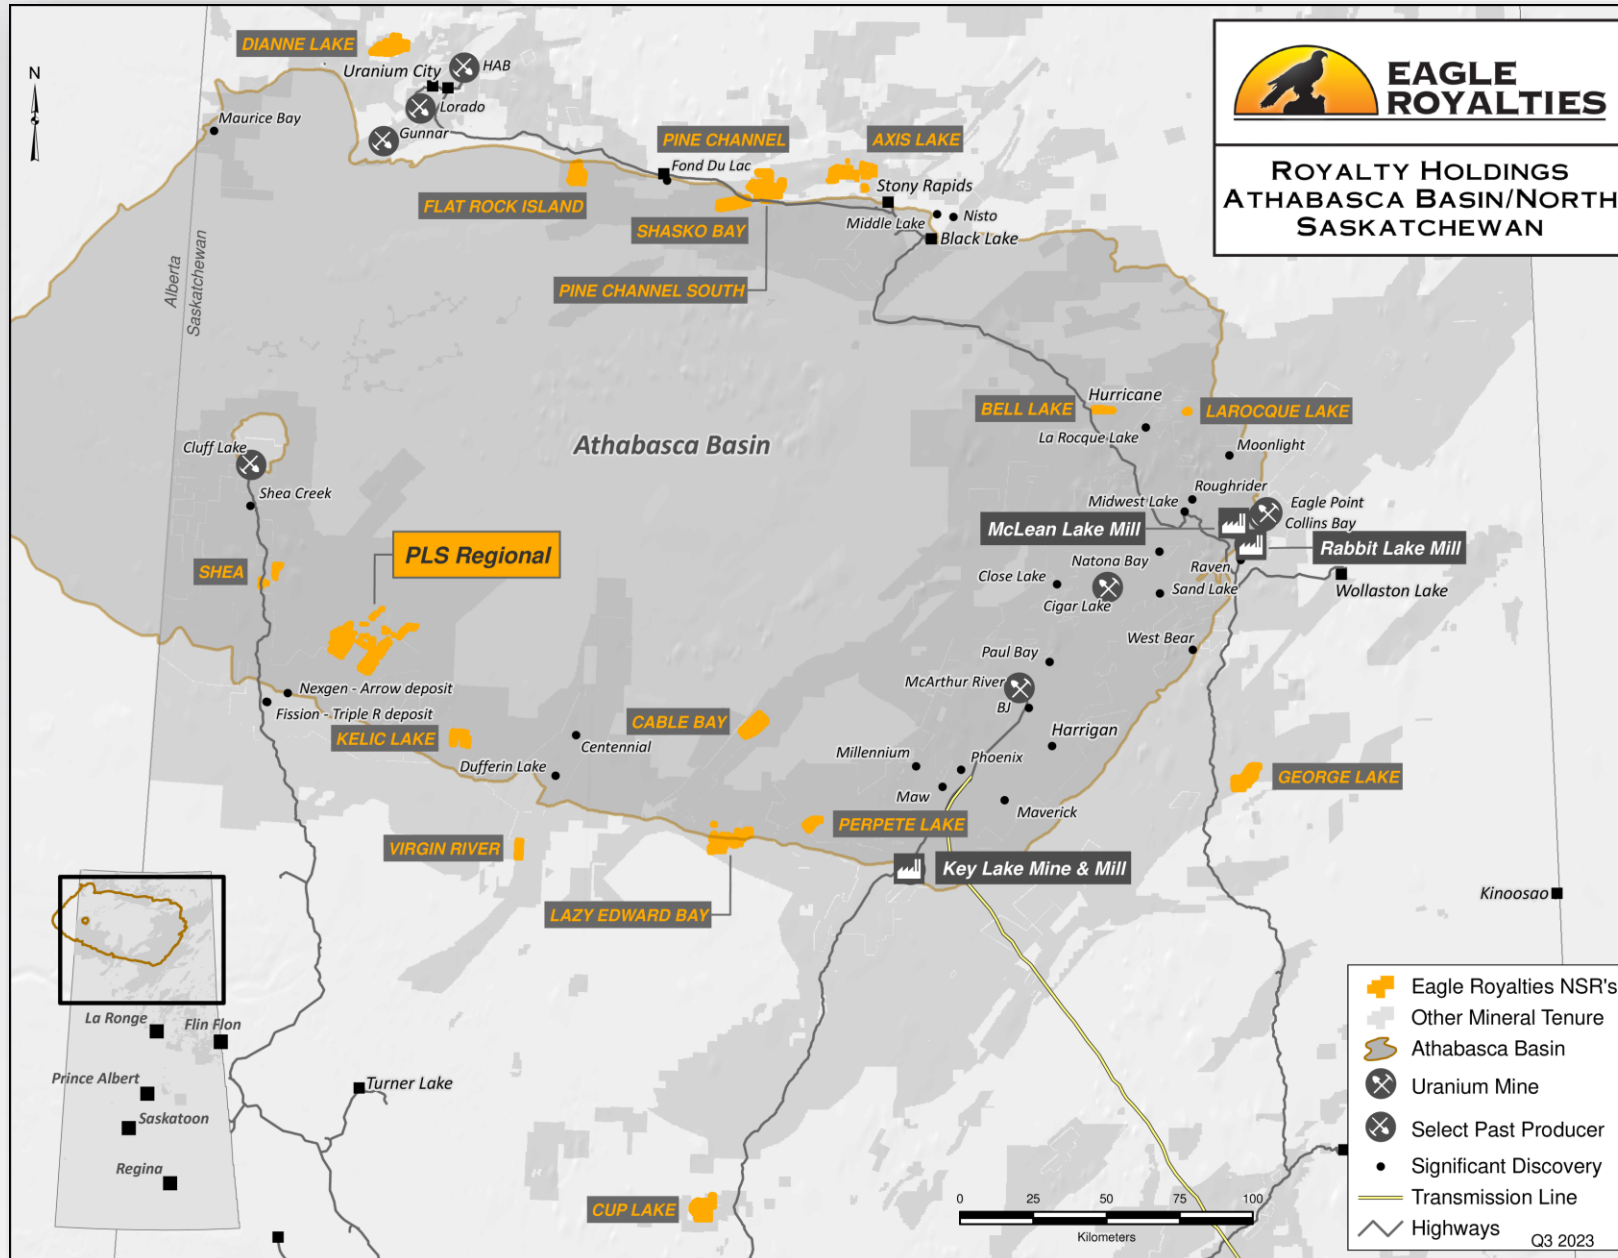 DIANNE LAKE
HAB
Uranium City
Lorado
Gunnar
Maurice Bay
N
EAGLE
ROYALTIES
ROYALTY HOLDINGS
ATHABASCA BASIN/NORTH
SASKATCHEWAN
PINE CHANNEL
AXIS LAKE
Fond Du Lac
Stony Rapids
FLAT ROCK ISLAND
SHASKO BAY
Middle Lake
Nisto
Black Lake
PINE CHANNEL SOUTH
Alberta
Saskatchewan
Hurricane
BELL LAKE
LAROCQUE LAKE
La Rocque Lake
Moonlight
Athabasca Basin
Cluff Lake
Shea Creek
Roughrider
Midwest Lake
Eagle Point
Collins Bay
McLean Lake Mill
Rabbit Lake Mill
PLS Regional
SHEA
Natona Bay
Raven
Close Lake
Sand Lake
Cigar Lake
Wollaston Lake
West Bear
Paul Bay
McArthur River
BJ
Nexgen - Arrow deposit
Fission - Triple R deposit
KELIC LAKE
CABLE BAY
Centennial
Dufferin Lake
Harrigan
Millennium
Phoenix
Maw
Maverick
GEORGE LAKE
PERPETE LAKE
VIRGIN RIVER
Key Lake Mine & Mill
LAZY EDWARD BAY
Kinoosao
La Ronge
Flin Flon
Prince Albert
Saskatoon
Regina
Turner Lake
CUP LAKE
0 25 50 75 100
Kilometers
Eagle Royalties NSR's
Other Mineral Tenure
Athabasca Basin
Uranium Mine
Select Past Producer
Significant Discovery
Transmission Line
Highways
Q3 2023